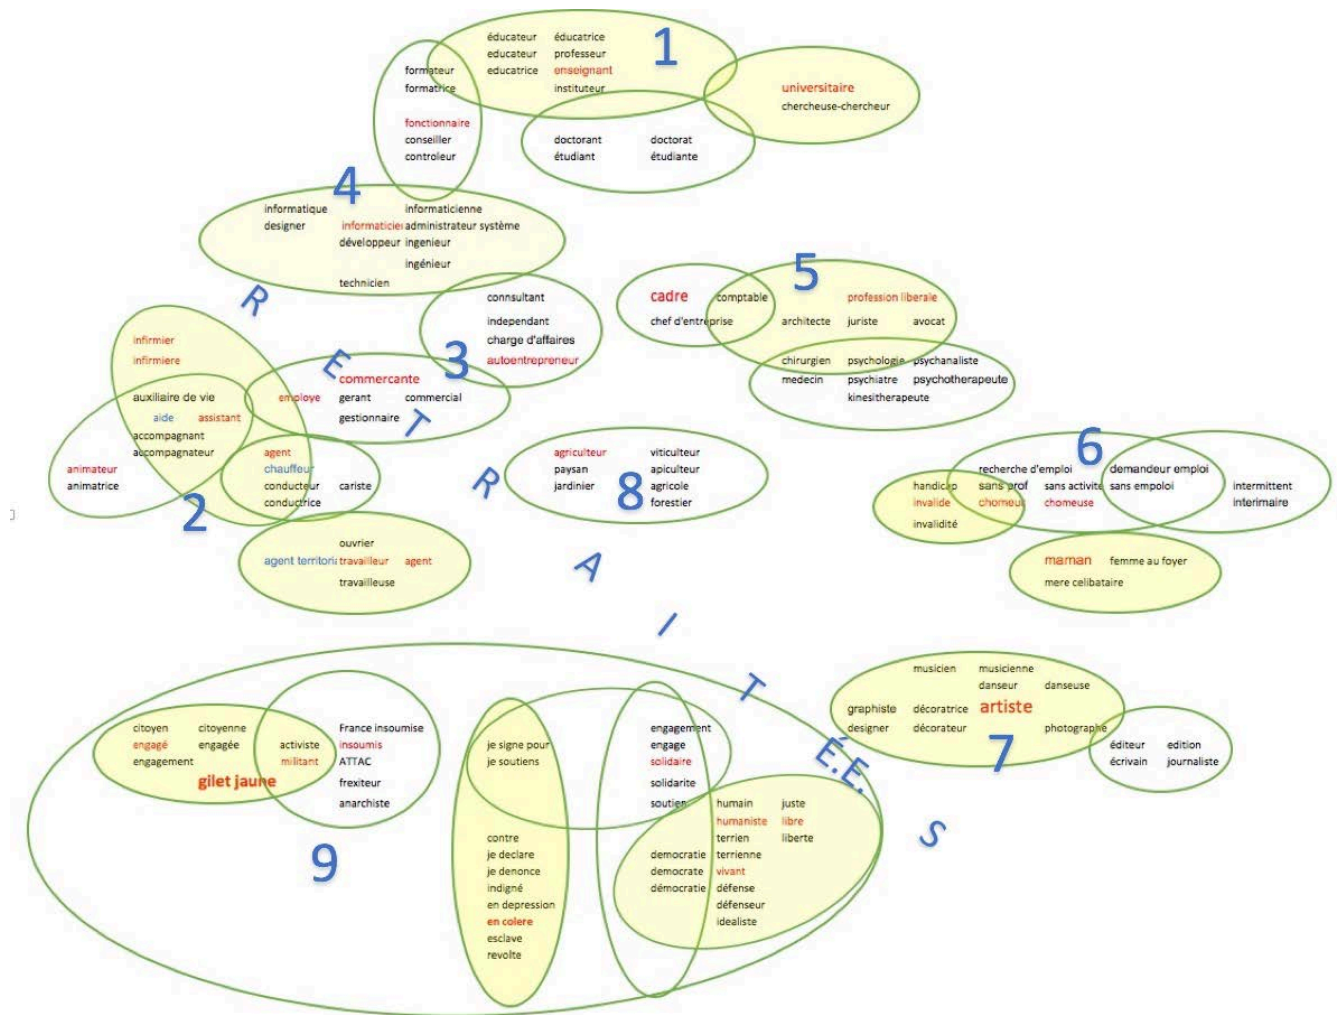 1
éducateur éducatrice
educateur professeur
educatrice enseignant
instituteur
formateur
formatrice
fonctionnaire
conseiller
controleur
universitaire
chercheuse-chercheur
doctorant doctorat
étudiant étudiante
4
informatique informaticienne
designer informaticien administrateur système
développeur ingenieur
ingénieur
technicien
connsultant
independant
charge d'affaires
autoentrepreneur
3
commercante
employe gerant commercial
gestionnaire
5
cadre comptable profession liberale
chef d'entreprise architecte juriste avocat
chirurgien psychologie psychanaliste
medecin psychiatre psychotherapeute
kinesitherapeute
infirmier
infirmiere
auxiliaire de vie
aide assistant
accompagnant
accompagnateur
animateur
animatrice
agent
chauffeur
conducteur cariste
conductrice
2
ouvrier
agent territoria travailleur agent
travailleuse
8
agriculteur viticulteur
paysan apiculteur
jardinier agricole
forestier
6
recherche d'emploi demandeur emploi
handicap sans prof sans activite sans empoloi intermittent
invalide chomeur chomeuse interimaire
invalidité
maman femme au foyer
mere celibataire
R E T R A I T É.E. S
musicien musicienne
danseur danseuse
graphiste décoratrice artiste
designer décorateur photographe
7
éditeur edition
écrivain journaliste
citoyen citoyenne
engagé engagée activiste
engagement militant
gilet jaune
France insoumise
insoumis
ATTAC
frexiteur
anarchiste
9
je signe pour
je soutiens
contre
je declare
je denonce
indigné
en depression
en colere
esclave
revolte
engagement
engage
solidaire
solidarite
soutien humain juste
humaniste libre
terrien liberte
democratie terrienne
democrate vivant
démocratie défense
défenseur
idealiste